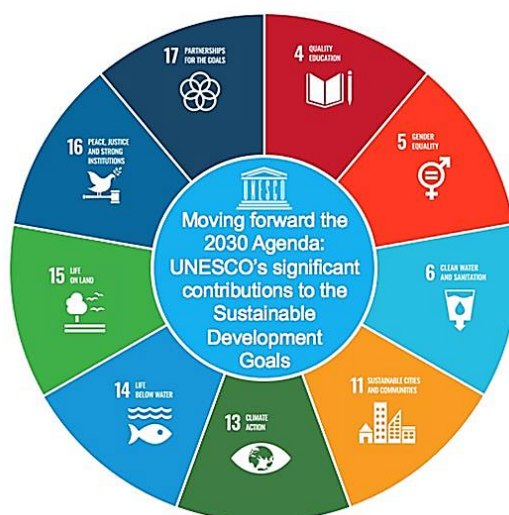 17 PARTNERSHIPS
FOR THE GOALS
4 QUALITY
EDUCATION
5 GENDER
EQUALITY
6 CLEAN WATER
AND SANITATION
11 SUSTAINABLE CITIES
AND COMMUNITIES
13 CLIMATE
ACTION
14 LIFE
BELOW WATER
15 LIFE
ON LAND
16 PEACE, JUSTICE
AND STRONG
INSTITUTIONS
UNESCO
Moving forward the
2030 Agenda:
UNESCO's significant
contributions to the
Sustainable
Development
Goals